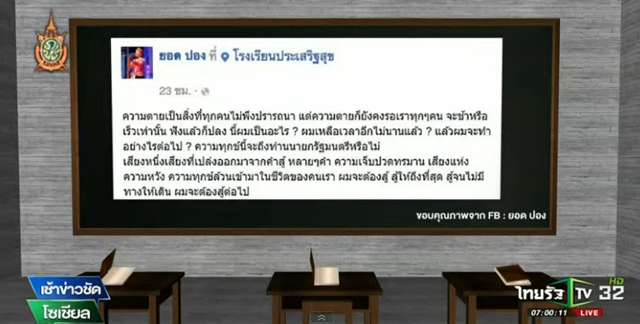 ยอด ปอง ที่ โรงเรียนประเสริฐสุข
23 ชม. ·
ความตายเป็นสิ่งที่ทุกคนไม่พึงปรารถนา แต่ความตายก็ยังคงรอเราทุกๆคน จะช้าหรือ
เร็วเท่านั้น ฟังแล้วก็ปลง นี้ผมเป็นอะไร ? ผมเหลือเวลาอีกไม่นานแล้ว ? แล้วผมจะทำ
อย่างไรต่อไป ? ความทุกข์นี้จะถึงท่านนายกรัฐมนตรีหรือไม่
เสียงหนึ่งเสียงที่เปล่งออกมาจากคำสู้ หลายๆคำ ความเจ็บปวดทรมาน เสียงแห่ง
ความหวัง ความทุกข์ล้วนเข้ามาในชีวิตของคนเรา ผมจะต้องสู้ สู้ให้ถึงที่สุด สู้จนไม่มี
ทางให้เดิน ผมจะต้องสู้ต่อไป
ขอบคุณภาพจาก FB : ยอด ปอง
เช้าข่าวชัด
โซเชียล
ไทยรัฐ TV 32 HD
07:00:11 LIVE